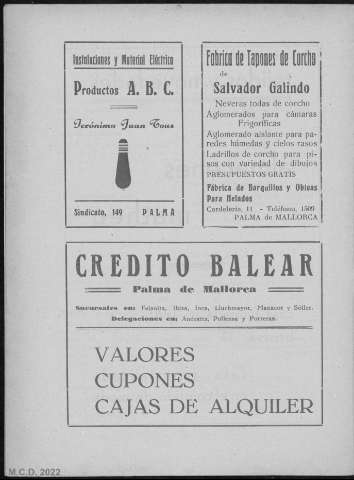 Instalaciones y Material Eléctrico
Productos A. B. C.
Jerónimo Juan Tous
Sindicato, 149 PALMA
Fábrica de Tapones de Corcho
de
Salvador Galindo
Neveras todas de corcho
Aglomerados para cámaras
Frigoríficas
Aglomerado aislante para pa-
redes húmedas y cielos rasos
Ladrillos de corcho para pi-
sos con variedad de dibujos
PRESUPUESTOS GRATIS
Fábrica de Barquillos y Obleas
Para Helados
Cordelería, 11 - Teléfono, 1509
PALMA DE MALLORCA
CREDITO BALEAR
Palma de Mallorca
Sucursales en: Felanitx, Ibiza, Inca, Lluchmayor, Manacor y Sóller.
Delegaciones en: Andraitx, Pollensa y Porreras.
VALORES
CUPONES
CAJAS DE ALQUILER
M.C.D. 2022